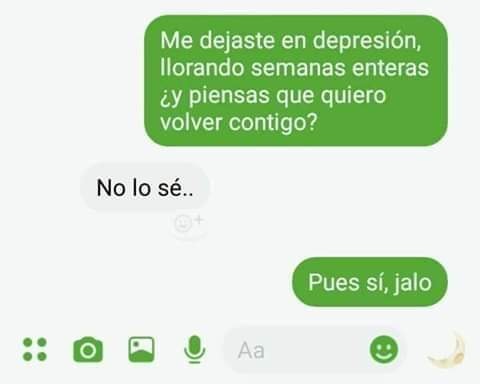 Me dejaste en depresión,
llorando semanas enteras
¿y piensas que quiero
volver contigo?
No lo sé..
Pues sí, jalo
Aa